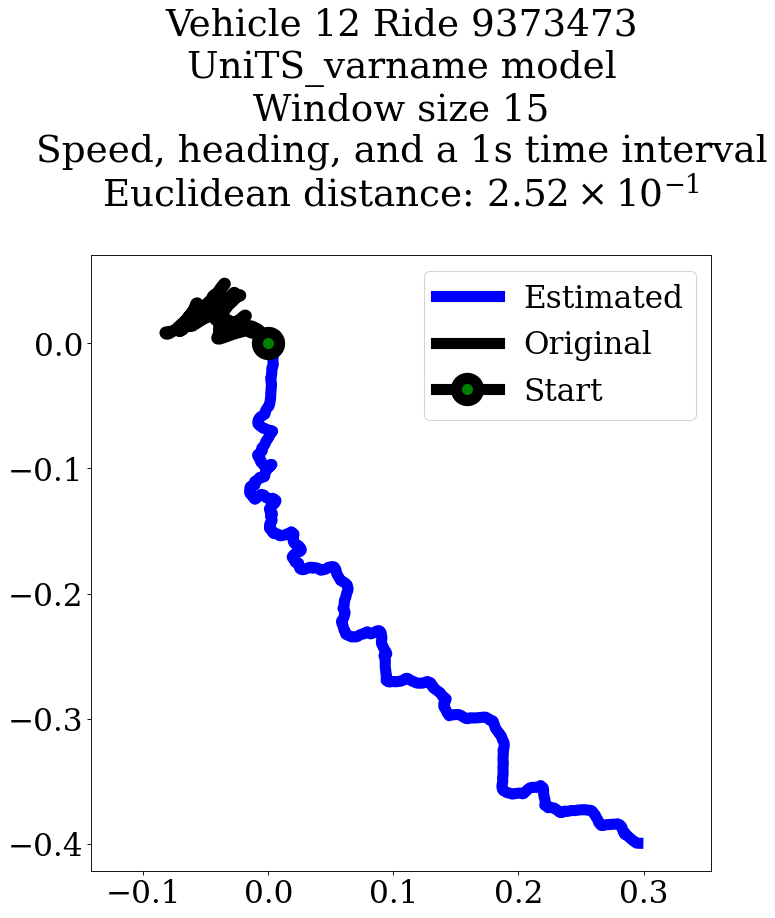 Vehicle 12 Ride 9373473
UniTS_varname model
Window size 15
Speed, heading, and a 1s time interval
Euclidean distance: 2.52 × 10⁻¹
Estimated
Original
Start
0.0
−0.1
−0.2
−0.3
−0.4
−0.1 0.0 0.1 0.2 0.3